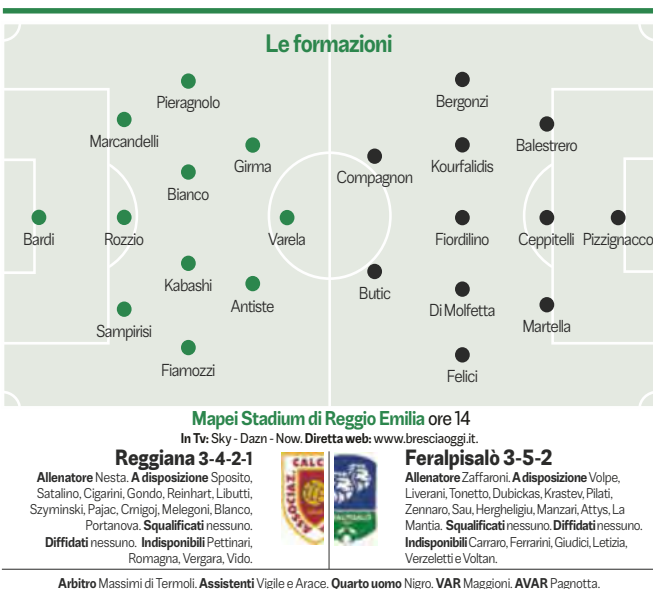 Le formazioni
Pieragnolo
Bergonzi
Marcandelli
Balestrero
Girma
Kourfalidis
Compagnon
Bianco
Bardi
Rozzio
Varela
Fiordilino
Ceppitelli
Pizzignacco
Kabashi
Butic
Antiste
Di Molfetta
Sampirisi
Martella
Fiamozzi
Felici
Mapei Stadium di Reggio Emilia ore 14
In Tv: Sky - Dazn - Now. Diretta web: www.bresciaoggi.it.
Reggiana 3-4-2-1
Allenatore Nesta. A disposizione Sposito,
Satalino, Cigarini, Gondo, Reinhart, Libutti,
Szyminski, Pajac, Crnigoj, Melegoni, Blanco,
Portanova. Squalificati nessuno.
Diffidati nessuno. Indisponibili Pettinari,
Romagna, Vergara, Vido.
CALC
ASSOCIAZ.
Feralpisalò 3-5-2
Allenatore Zaffaroni. A disposizione Volpe,
Liverani, Tonetto, Dubickas, Krastev, Pilati,
Zennaro, Sau, Hergheligiu, Manzari, Attys, La
Mantia. Squalificati nessuno. Diffidati nessuno.
Indisponibili Carraro, Ferrarini, Giudici, Letizia,
Verzeletti e Voltan.
Arbitro Massimi di Termoli. Assistenti Vigile e Arace. Quarto uomo Nigro. VAR Maggioni. AVAR Pagnotta.